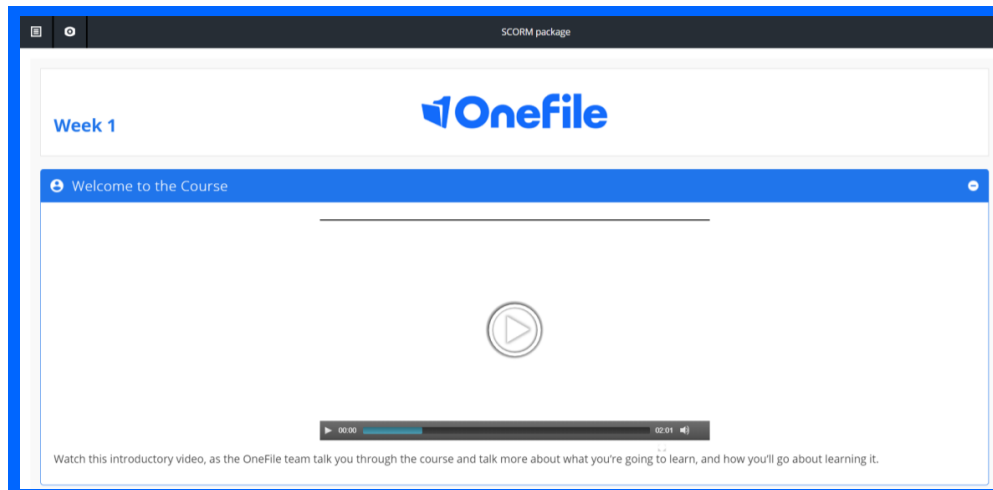 SCORM package
Week 1
OneFile
Welcome to the Course
00:00
02:01
Watch this introductory video, as the OneFile team talk you through the course and talk more about what you're going to learn, and how you'll go about learning it.